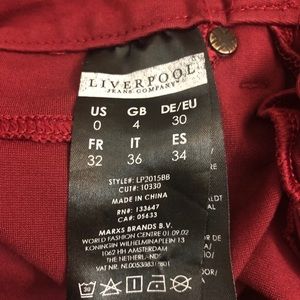 LIVERPOOL
JEANS COMPANY
US GB DE/EU
0 4 30
FR IT ES
32 36 34
STYLE#: LP2015BB
CUT#: 10330
MADE IN CHINA
RN#: 133647
CA#: 05633
MARXS BRANDS B.V.
WORLD FASHION CENTRE 01.09.02
KONINGIN WILHELMINAPLEIN 13
1062 HH AMSTERDAM
THE NETHERLANDS